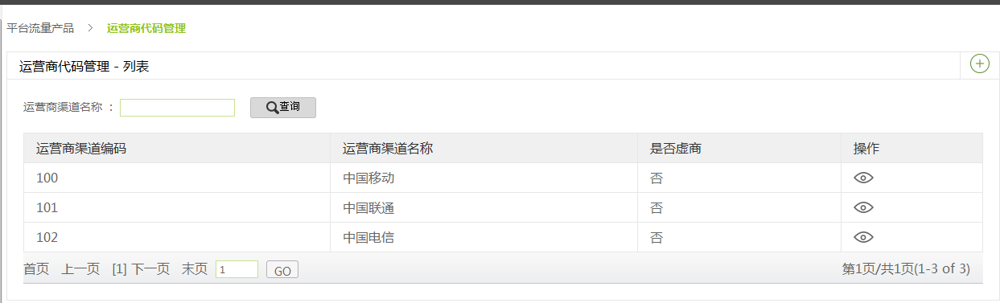 平台流量产品 > 运营商代码管理
运营商代码管理 - 列表
运营商渠道名称 : 查询
运营商渠道编码 运营商渠道名称 是否虚商 操作
100 中国移动 否
101 中国联通 否
102 中国电信 否
首页 上一页 [1] 下一页 末页 1 GO 第1页/共1页(1-3 of 3)